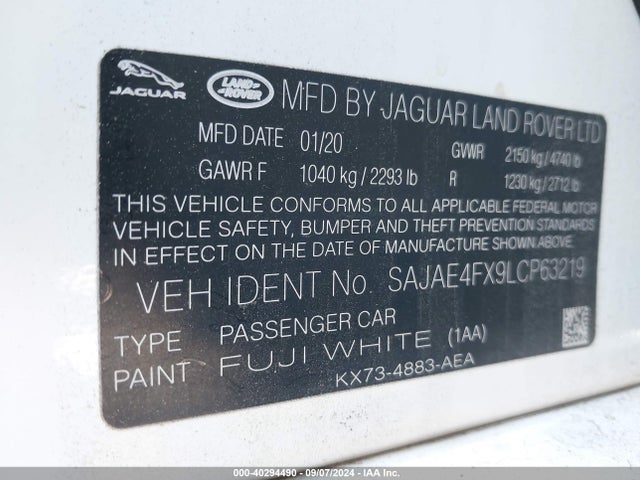 JAGUAR LAND ROVER MFD BY JAGUAR LAND ROVER LTD
MFD DATE 01/20 GVWR 2150 kg / 4740 lb
GAWR F 1040 kg / 2293 lb R 1230 kg / 2712 lb
THIS VEHICLE CONFORMS TO ALL APPLICABLE FEDERAL MOTOR
VEHICLE SAFETY, BUMPER AND THEFT PREVENTION STANDARDS
IN EFFECT ON THE DATE OF MANUFACTURE SHOWN ABOVE
VEH IDENT No. SAJAE4FX9LCP63219
TYPE PASSENGER CAR
PAINT FUJI WHITE (1AA)
KX73-4883-AEA
000-40294490 - 09/07/2024 - IAA Inc.